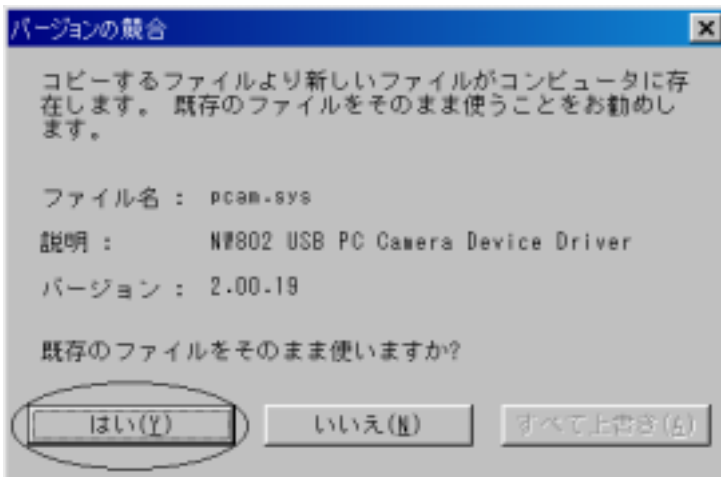 バージョンの競合
コピーするファイルより新しいファイルがコンピュータに存
在します。 既存のファイルをそのまま使うことをお勧めし
ます。
ファイル名 : pcam.sys
説明 : NW802 USB PC Camera Device Driver
バージョン : 2.00.19
既存のファイルをそのまま使いますか?
はい(Y) いいえ(N) すべて上書き(A)